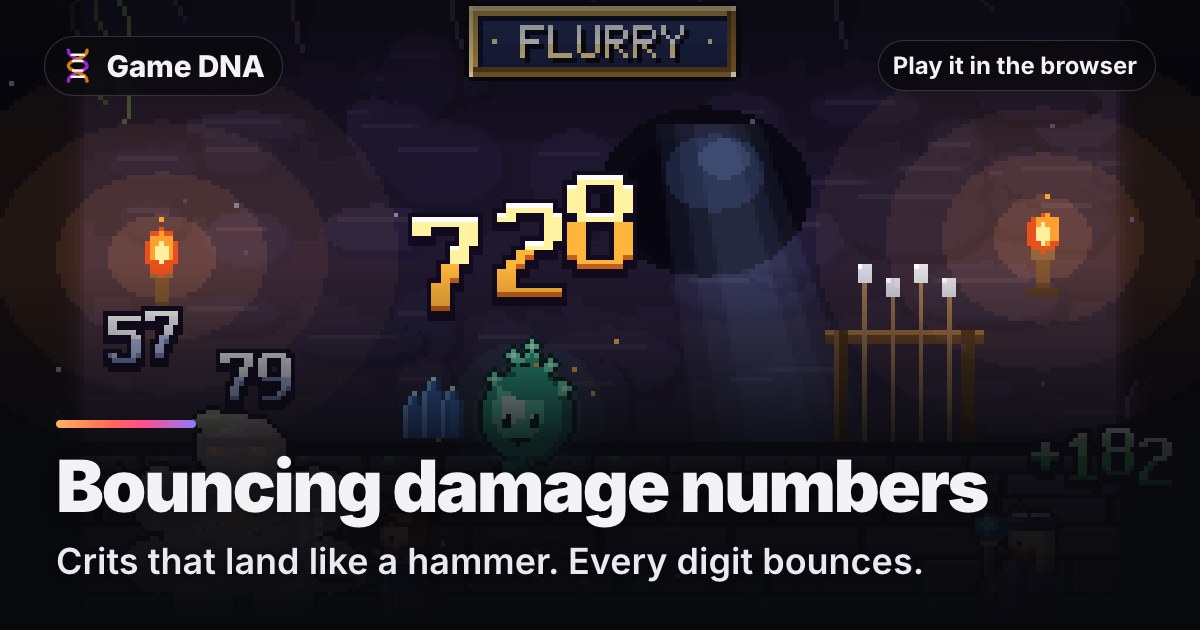 · FLURRY ·
Game DNA
Play it in the browser
728
57
79
+182
Bouncing damage numbers
Crits that land like a hammer. Every digit bounces.